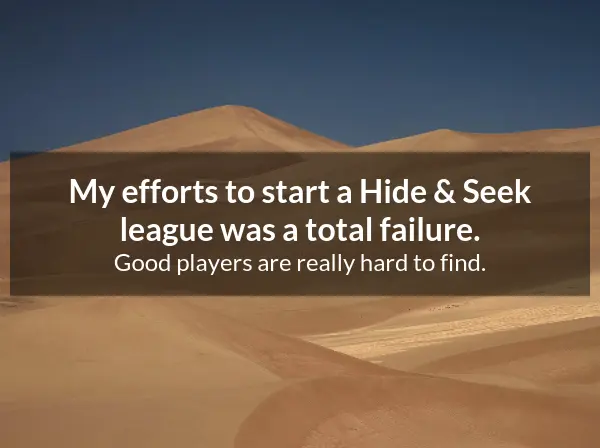 My efforts to start a Hide & Seek
league was a total failure.
Good players are really hard to find.